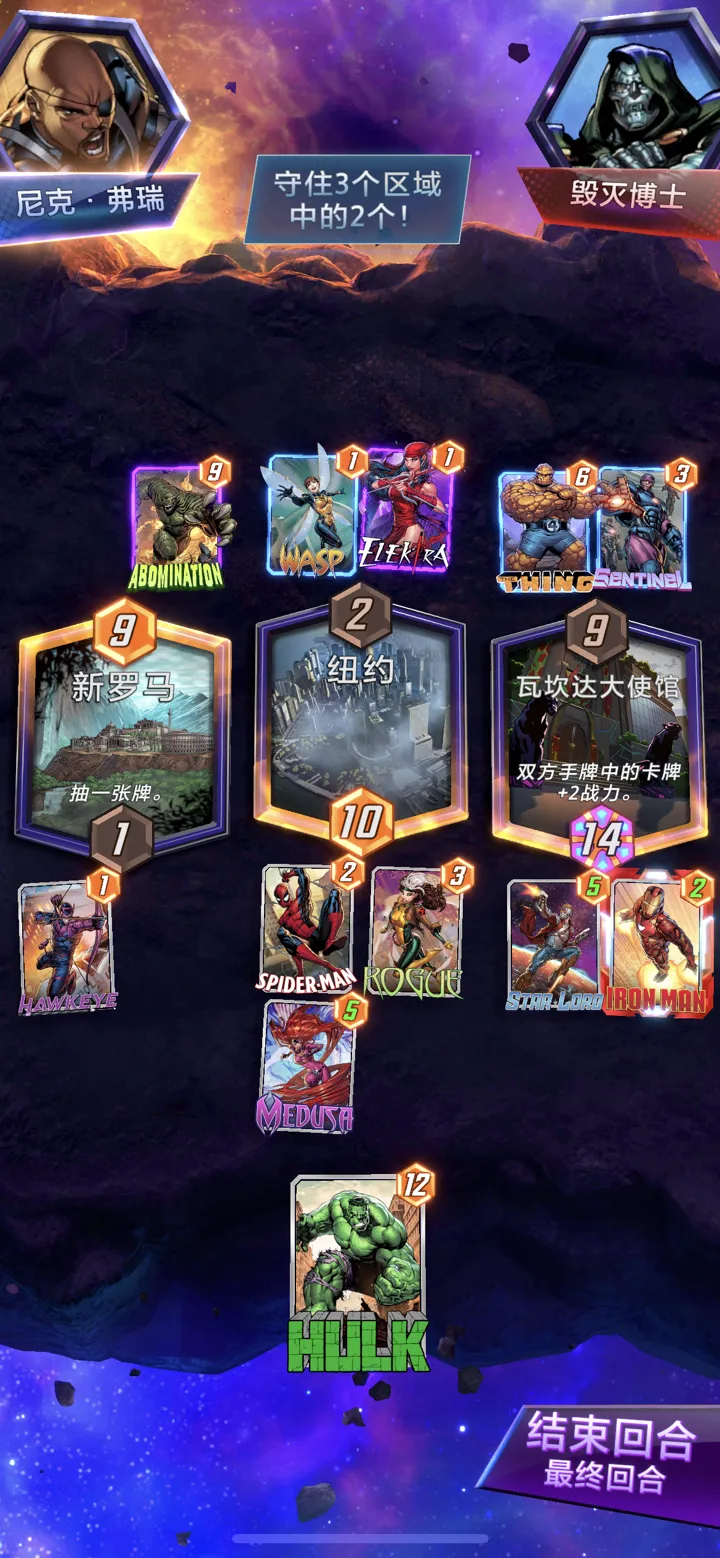 尼克·弗瑞
守住3个区域
中的2个！
毁灭博士
9
1
1
6
3
ABOMINATION
WASP
ELEKTRA
THING
SENTINEL
9
2
9
新罗马
纽约
瓦坎达大使馆
抽一张牌。
双方手牌中的卡牌
+2战力。
1
10
14
1
2
3
5
2
HAWKEYE
SPIDER-MAN
ROGUE
STAR-LORD
IRON MAN
5
MEDUSA
12
HULK
结束回合
最终回合